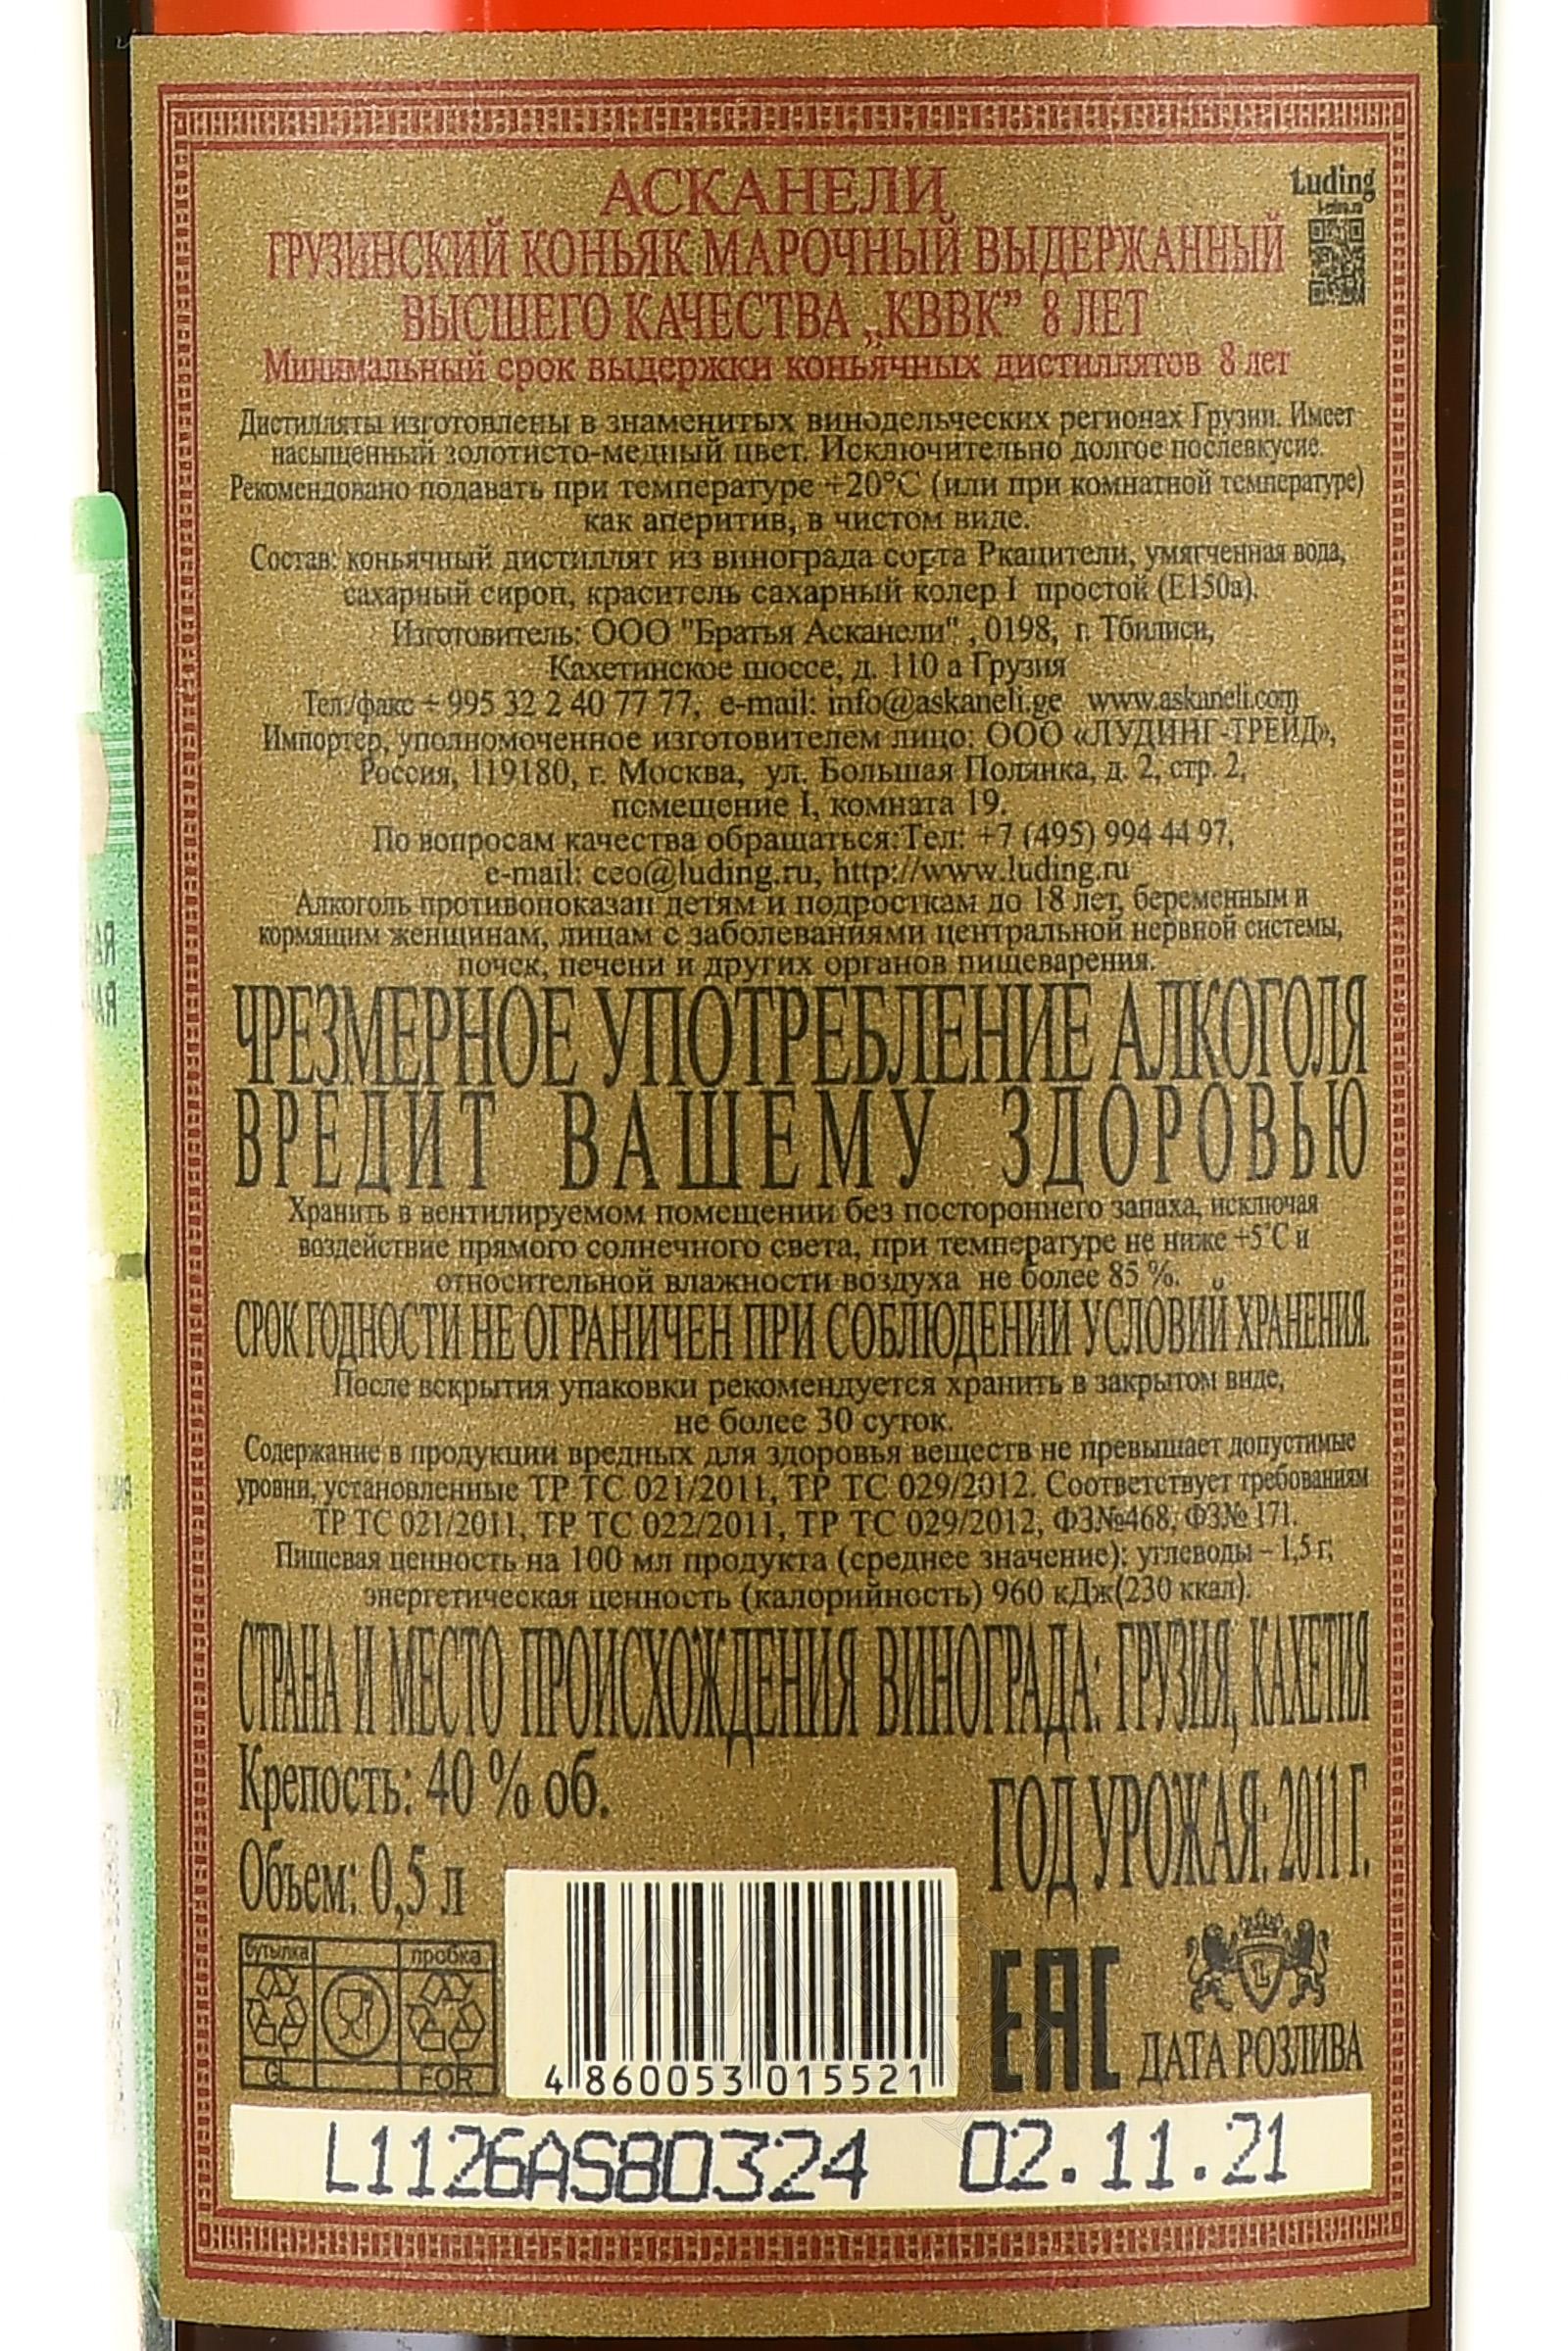 АСКАНЕЛИ,
Luding
ГРУЗИНСКИЙ КОНЬЯК МАРОЧНЫЙ ВЫДЕРЖАННЫЙ
ВЫСШЕГО КАЧЕСТВА „КВВК” 8 ЛЕТ
Минимальный срок выдержки коньячных дистиллятов 8 лет
Дистилляты изготовлены в знаменитых винодельческих регионах Грузии. Имеет
насыщенный золотисто-медный цвет. Исключительно долгое послевкусие.
Рекомендовано подавать при температуре +20°C (или при комнатной температуре)
как аперитив, в чистом виде.
Состав: коньячный дистиллят из винограда сорта Ркацители, умягченная вода,
сахарный сироп, краситель сахарный колер I простой (Е150а).
Изготовитель: ООО "Братья Асканели" , 0198, г. Тбилиси,
Кахетинское шоссе, д. 110 а Грузия
Тел./факс + 995 32 2 40 77 77, e-mail: info@askaneli.ge www.askaneli.com
Импортер, уполномоченное изготовителем лицо: ООО «ЛУДИНГ-ТРЕЙД»,
Россия, 119180, г. Москва, ул. Большая Полянка, д. 2, стр. 2,
помещение I, комната 19.
По вопросам качества обращаться:Тел: +7 (495) 994 44 97,
e-mail: ceo@luding.ru, http://www.luding.ru
Алкоголь противопоказан детям и подросткам до 18 лет, беременным и
кормящим женщинам, лицам с заболеваниями центральной нервной системы,
почек, печени и других органов пищеварения.
ЧРЕЗМЕРНОЕ УПОТРЕБЛЕНИЕ АЛКОГОЛЯ
ВРЕДИТ ВАШЕМУ ЗДОРОВЬЮ
Хранить в вентилируемом помещении без постороннего запаха, исключая
воздействие прямого солнечного света, при температуре не ниже +5°С и
относительной влажности воздуха не более 85 %.
СРОК ГОДНОСТИ НЕ ОГРАНИЧЕН ПРИ СОБЛЮДЕНИИ УСЛОВИЙ ХРАНЕНИЯ.
После вскрытия упаковки рекомендуется хранить в закрытом виде,
не более 30 суток.
Содержание в продукции вредных для здоровья веществ не превышает допустимые
уровни, установленные ТР ТС 021/2011, ТР ТС 029/2012. Соответствует требованиям
ТР ТС 021/2011, ТР ТС 022/2011, ТР ТС 029/2012, ФЗ№468, ФЗ№ 171.
Пищевая ценность на 100 мл продукта (среднее значение): углеводы – 1,5 г;
энергетическая ценность (калорийность) 960 кДж(230 ккал).
СТРАНА И МЕСТО ПРОИСХОЖДЕНИЯ ВИНОГРАДА: ГРУЗИЯ, КАХЕТИЯ
Крепость: 40 % об.
ГОД УРОЖАЯ: 2011 Г.
Объем: 0,5 л
бутылка пробка
GL FOR
4 860053 015521
EAC
ДАТА РОЗЛИВА
L1126AS80324 02.11.21